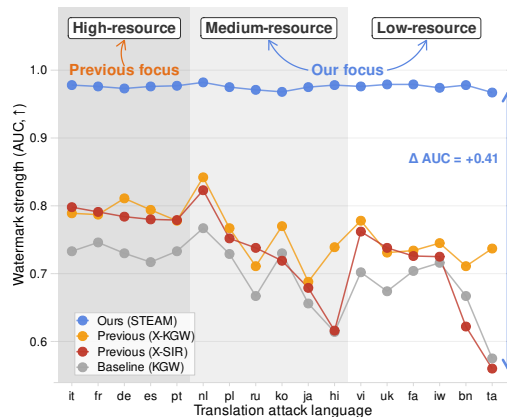 High-resource
Medium-resource
Low-resource
Previous focus
Our focus
Watermark strength (AUC, ↑)
1.0
0.9
0.8
0.7
0.6
Δ AUC = +0.41
Ours (STEAM)
Previous (X-KGW)
Previous (X-SIR)
Baseline (KGW)
it fr de es pt nl pl ru ko ja hi vi uk fa iw bn ta
Translation attack language